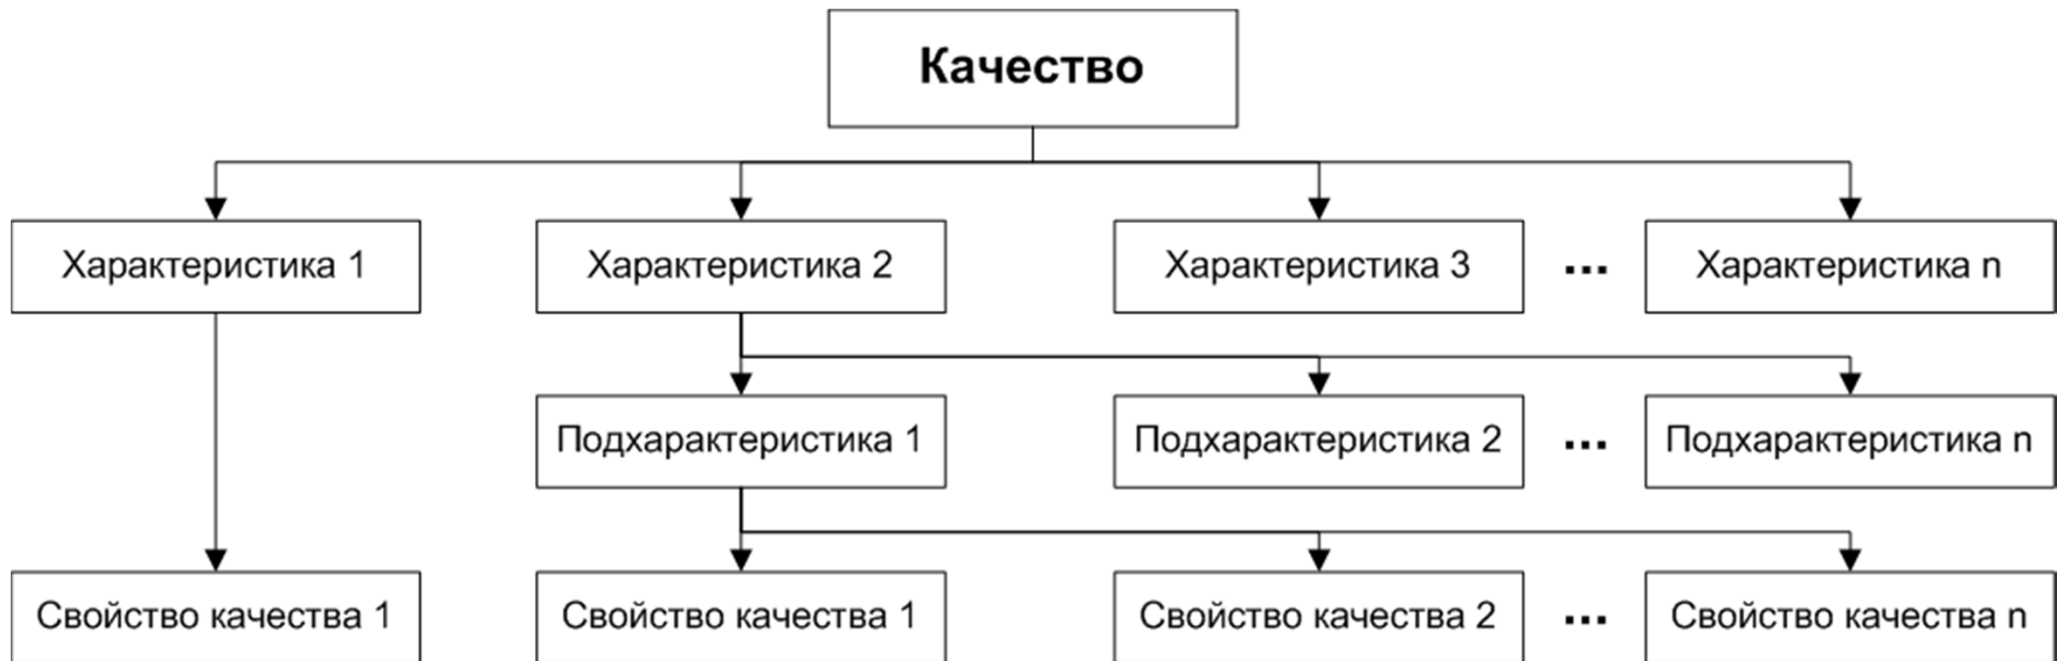 Качество
Характеристика 1
Характеристика 2
Характеристика 3
...
Характеристика n
Подхарактеристика 1
Подхарактеристика 2
...
Подхарактеристика n
Свойство качества 1
Свойство качества 1
Свойство качества 2
...
Свойство качества n